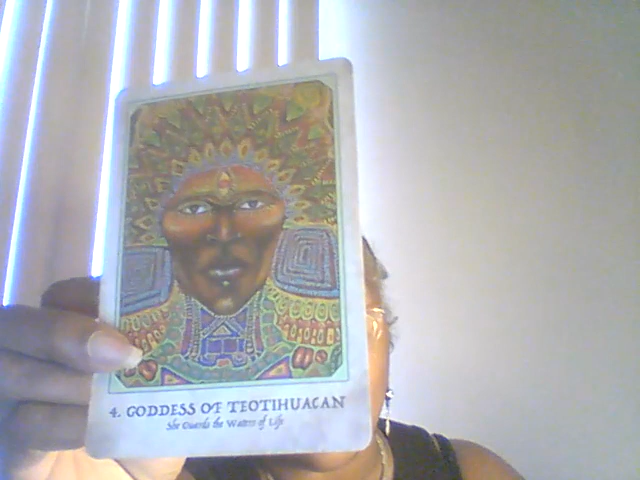 4. GODDESS OF TEOTIHUACAN
She Guards the Waters of Life